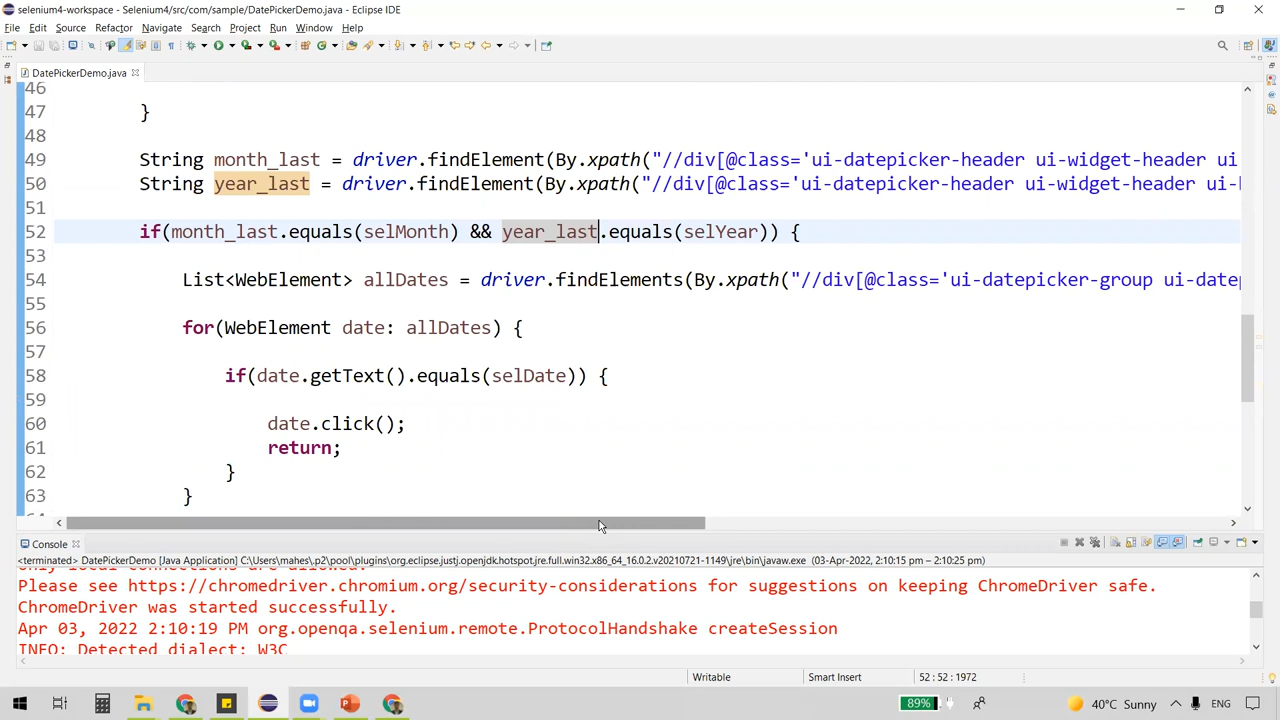 selenium4-workspace - Selenium4/src/com/sample/DatePickerDemo.java - Eclipse IDE
File Edit Source Refactor Navigate Search Project Run Window Help
DatePickerDemo.java
46
47 }
48
49 String month_last = driver.findElement(By.xpath("//div[@class='ui-datepicker-header ui-widget-header ui
50 String year_last = driver.findElement(By.xpath("//div[@class='ui-datepicker-header ui-widget-header ui-
51
52 if(month_last.equals(selMonth) && year_last.equals(selYear)) {
53
54 List<WebElement> allDates = driver.findElements(By.xpath("//div[@class='ui-datepicker-group ui-date
55
56 for(WebElement date: allDates) {
57
58 if(date.getText().equals(selDate)) {
59
60 date.click();
61 return;
62 }
63 }
Console
<terminated> DatePickerDemo [Java Application] C:\Users\mahes\.p2\pool\plugins\org.eclipse.justj.openjdk.hotspot.jre.full.win32.x86_64_16.0.2.v20210721-1149\jre\bin\javaw.exe (03-Apr-2022, 2:10:15 pm – 2:10:25 pm)
Only local connections are allowed.
Please see https://chromedriver.chromium.org/security-considerations for suggestions on keeping ChromeDriver safe.
ChromeDriver was started successfully.
Apr 03, 2022 2:10:19 PM org.openqa.selenium.remote.ProtocolHandshake createSession
INFO: Detected dialect: W3C
Writable Smart Insert 52 : 52 : 1972
89% 40°C Sunny ENG